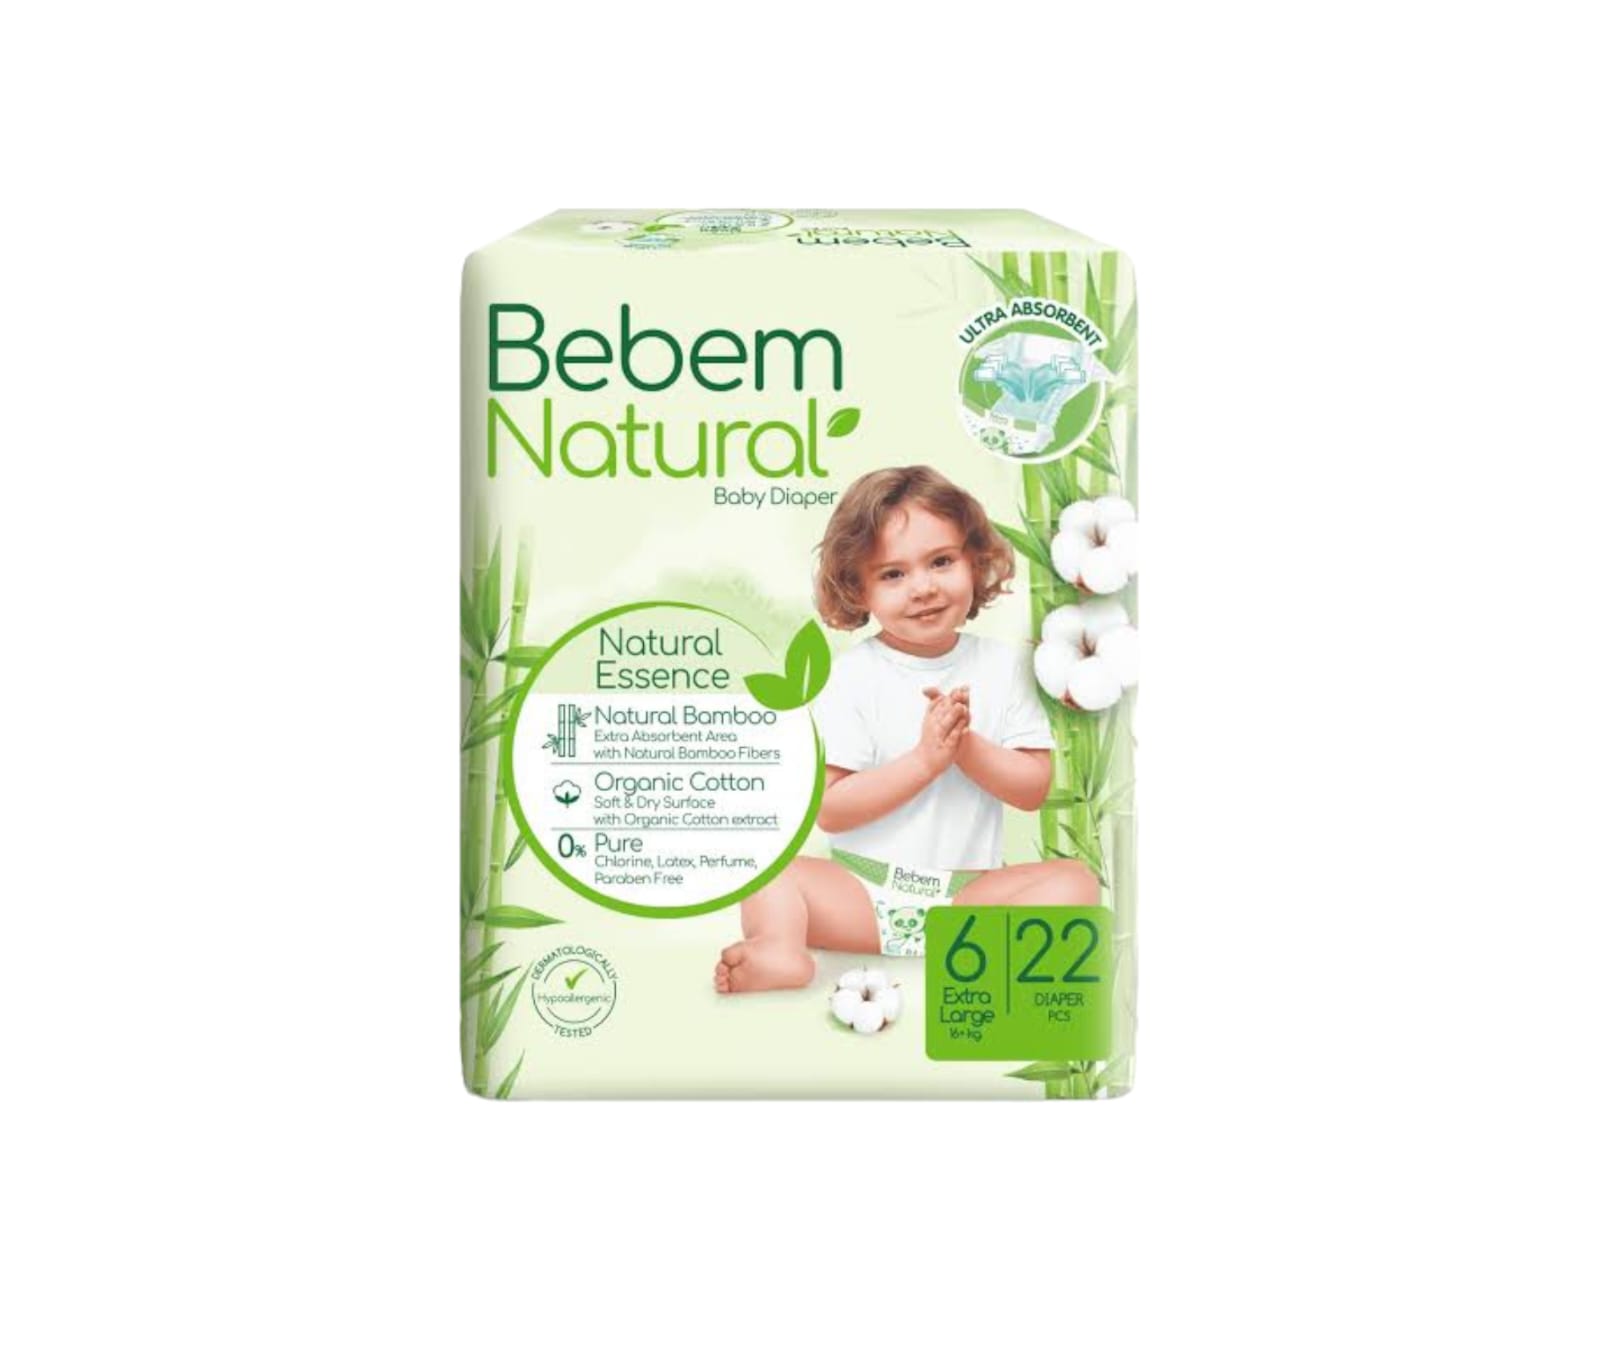 Bebem
Natural
Bebem
Natural
Baby Diaper
ULTRA ABSORBENT
Natural
Essence
Natural Bamboo
Extra Absorbent Area
with Natural Bamboo Fibers
Organic Cotton
Soft & Dry Surface
with Organic Cotton extract
0% Pure
Chlorine, Latex, Perfume,
Paraben Free
Bebem
Natural
DERMATOLOGICALLY
Hypoallergenic
TESTED
6
Extra
Large
16+ kg
22
DIAPER
PCS